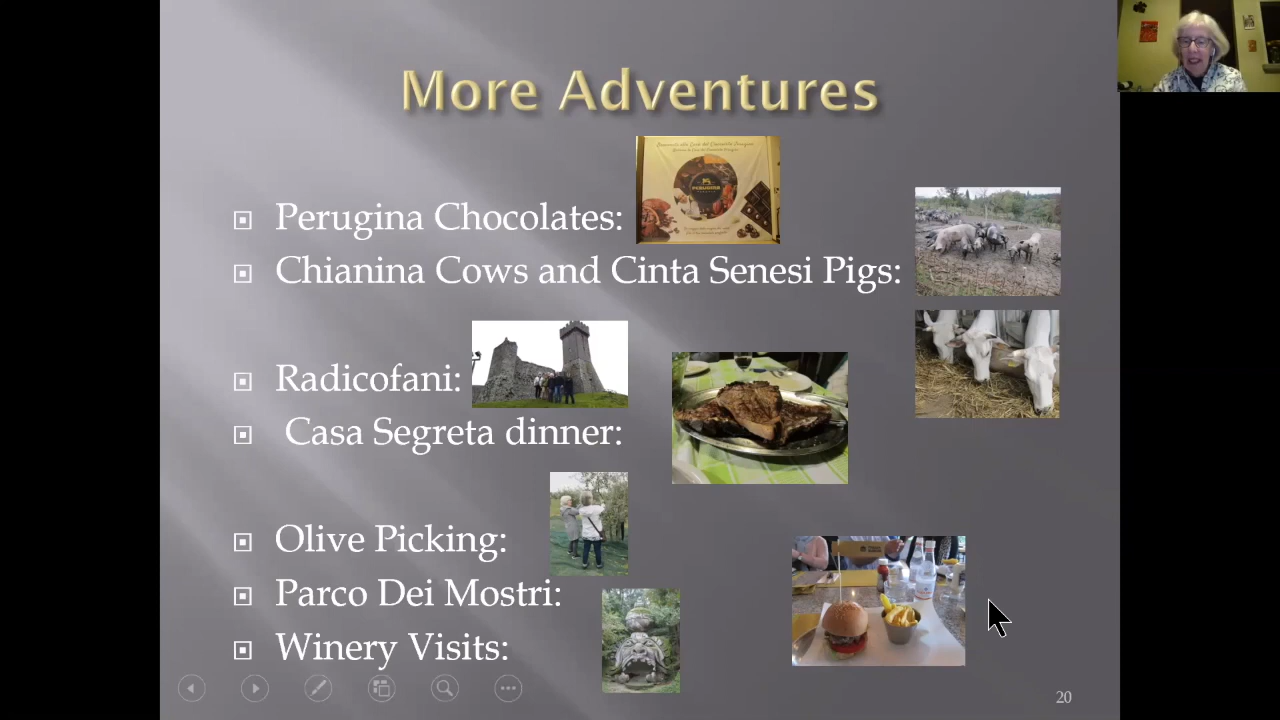 More Adventures
PERUGINA
Perugina Chocolates:
Chianina Cows and Cinta Senesi Pigs:
Radicofani:
Casa Segreta dinner:
Olive Picking:
Parco Dei Mostri:
Winery Visits:
20